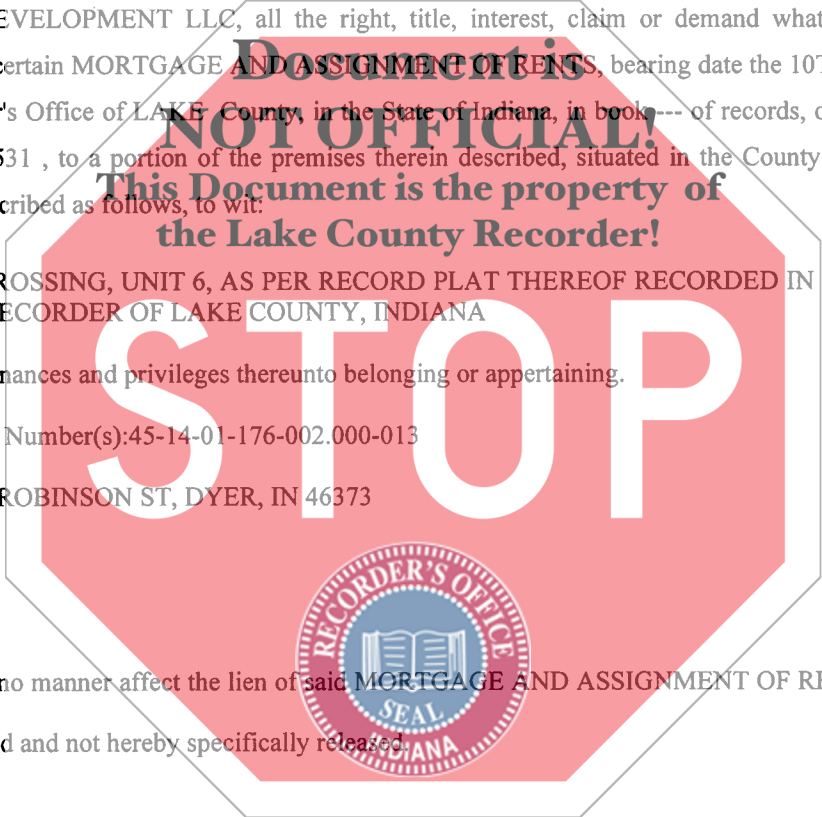 EVELOPMENT LLC, all the right, title, interest, claim or demand what
Document is
ertain MORTGAGE AND ASSIGNMENT OF RENTS, bearing date the 10T
's Office of LAKE County, in the State of Indiana, in book --- of records,
NOT OFFICIAL!
531 , to a portion of the premises therein described, situated in the County
This Document is the property of
cribed as follows, to wit:
the Lake County Recorder!
ROSSING, UNIT 6, AS PER RECORD PLAT THEREOF RECORDED IN
ECORDER OF LAKE COUNTY, INDIANA
STOP
nances and privileges thereunto belonging or appertaining.
Number(s):45-14-01-176-002.000-013
ROBINSON ST, DYER, IN 46373
RECORDER'S OFFICE
SEAL
INDIANA
no manner affect the lien of said MORTGAGE AND ASSIGNMENT OF RE
d and not hereby specifically released.